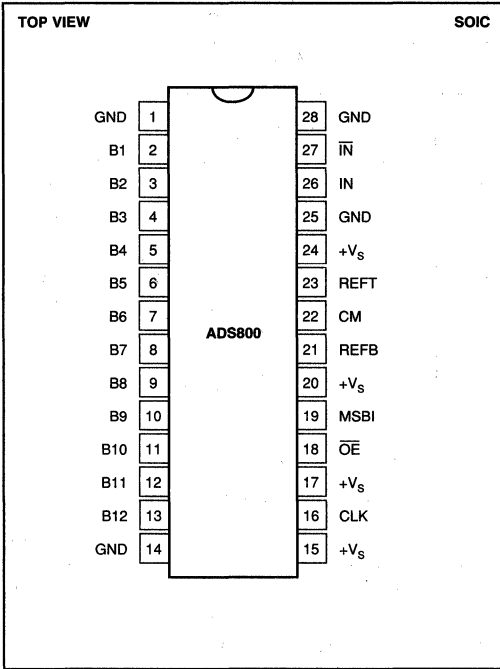 TOP VIEW SOIC
GND 1 28 GND
B1 2 27 I̅N̅
B2 3 26 IN
B3 4 25 GND
B4 5 24 +VS
B5 6 23 REFT
B6 7 22 CM
ADS800
B7 8 21 REFB
B8 9 20 +VS
B9 10 19 MSBI
B10 11 18 O̅E̅
B11 12 17 +VS
B12 13 16 CLK
GND 14 15 +VS